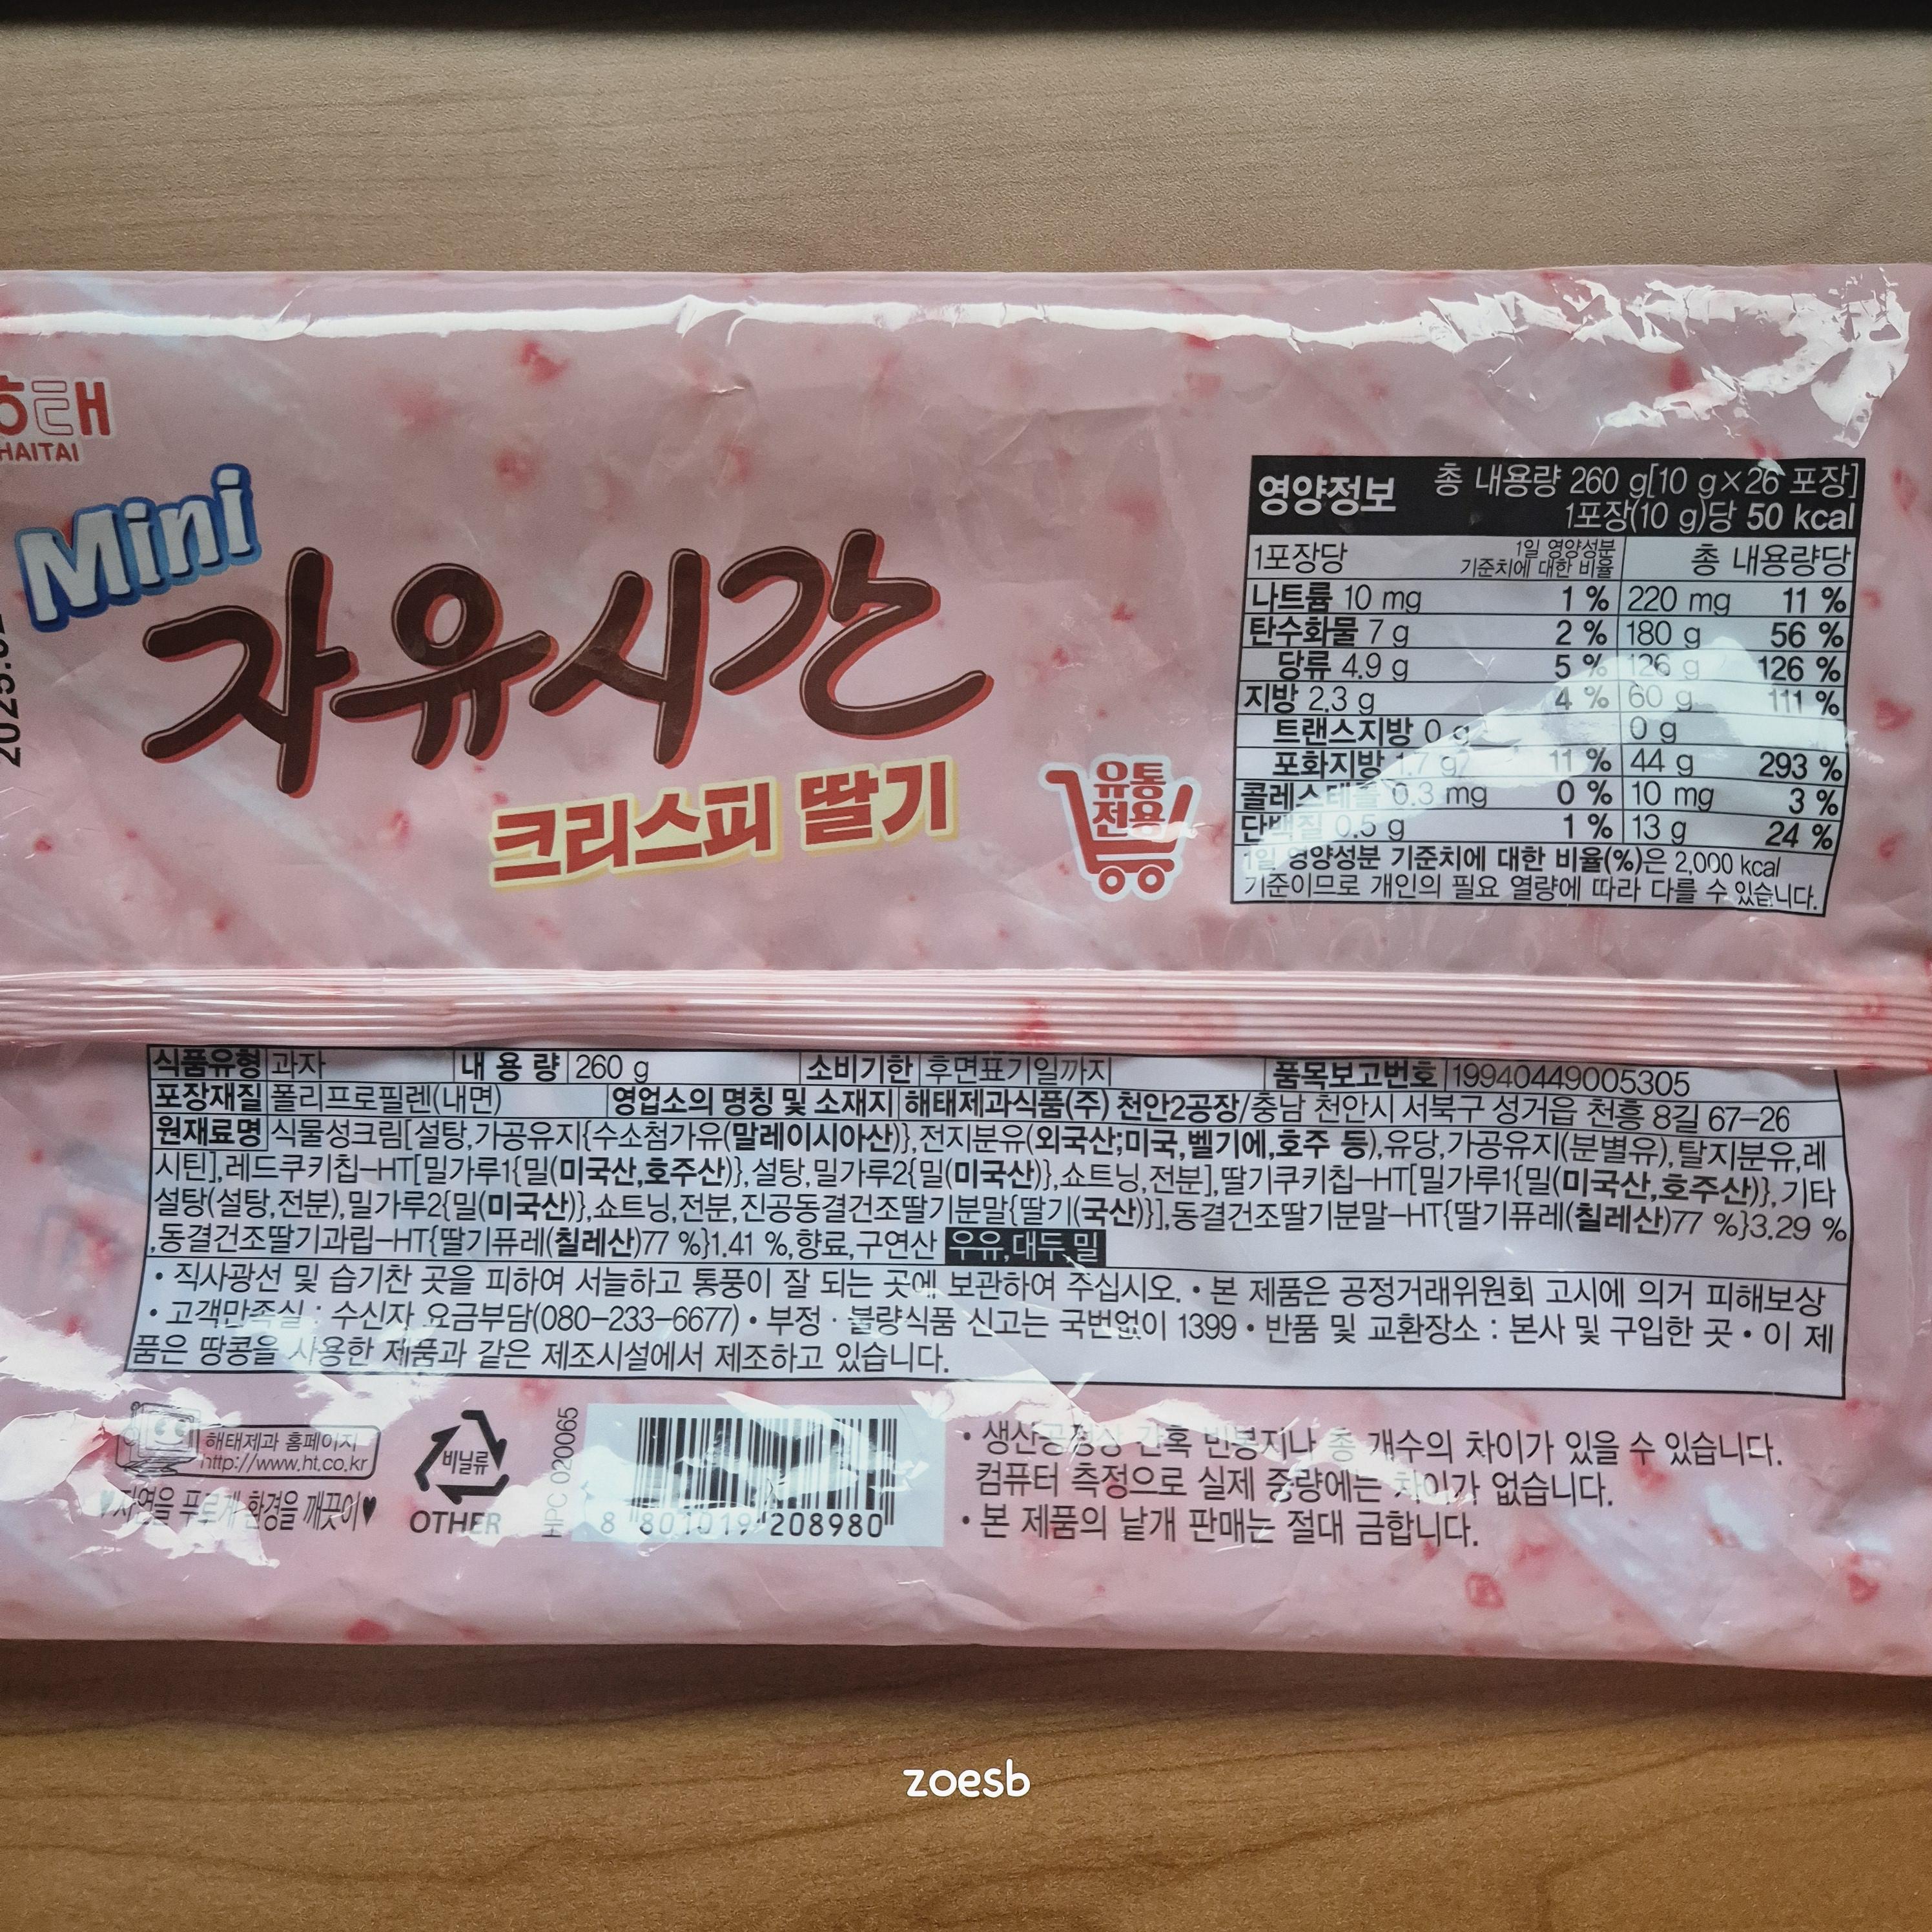 해태
HAITAI
Mini
자유시간
크리스피 딸기
유통
전용
영양정보 총 내용량 260 g[10 g×26 포장]
1포장(10 g)당 50 kcal
1포장당 1일 영양성분 기준치에 대한 비율 총 내용량당
나트륨 10 mg 1 % 220 mg 11 %
탄수화물 7 g 2 % 180 g 56 %
당류 4.9 g 5 % 126 g 126 %
지방 2.3 g 4 % 60 g 111 %
트랜스지방 0 g 0 g
포화지방 1.7 g 11 % 44 g 293 %
콜레스테롤 0.3 mg 0 % 10 mg 3 %
단백질 0.5 g 1 % 13 g 24 %
1일 영양성분 기준치에 대한 비율(%)은 2,000 kcal
기준이므로 개인의 필요 열량에 따라 다를 수 있습니다.
식품유형 과자 내 용 량 260 g 소비기한 후면표기일까지 품목보고번호 19940449005305
포장재질 폴리프로필렌(내면) 영업소의 명칭 및 소재지 해태제과식품(주) 천안2공장/충남 천안시 서북구 성거읍 천흥 8길 67-26
원재료명 식물성크림[설탕,가공유지{수소첨가유(말레이시아산)},전지분유(외국산;미국,벨기에,호주 등),유당,가공유지(분별유),탈지분유,레
시틴],레드쿠키칩-HT[밀가루1{밀(미국산,호주산)},설탕,밀가루2{밀(미국산)},쇼트닝,전분],딸기쿠키칩-HT[밀가루1{밀(미국산,호주산)},기타
설탕(설탕,전분),밀가루2{밀(미국산)},쇼트닝,전분,진공동결건조딸기분말{딸기(국산)}],동결건조딸기분말-HT{딸기퓨레(칠레산)77 %}3.29 %
,동결건조딸기과립-HT{딸기퓨레(칠레산)77 %}1.41 %,향료,구연산 우유,대두,밀
• 직사광선 및 습기찬 곳을 피하여 서늘하고 통풍이 잘 되는 곳에 보관하여 주십시오. • 본 제품은 공정거래위원회 고시에 의거 피해보상
• 고객만족실 : 수신자 요금부담(080-233-6677) • 부정 · 불량식품 신고는 국번없이 1399 • 반품 및 교환장소 : 본사 및 구입한 곳 • 이 제
품은 땅콩을 사용한 제품과 같은 제조시설에서 제조하고 있습니다.
해태제과 홈페이지
http://www.ht.co.kr
♥자연을 푸르게 환경을 깨끗이♥
비닐류
OTHER
HPC 020065
8 801019 208980
• 생산공정상 간혹 빈봉지나 총 개수의 차이가 있을 수 있습니다.
컴퓨터 측정으로 실제 중량에는 차이가 없습니다.
• 본 제품의 낱개 판매는 절대 금합니다.
zoesb